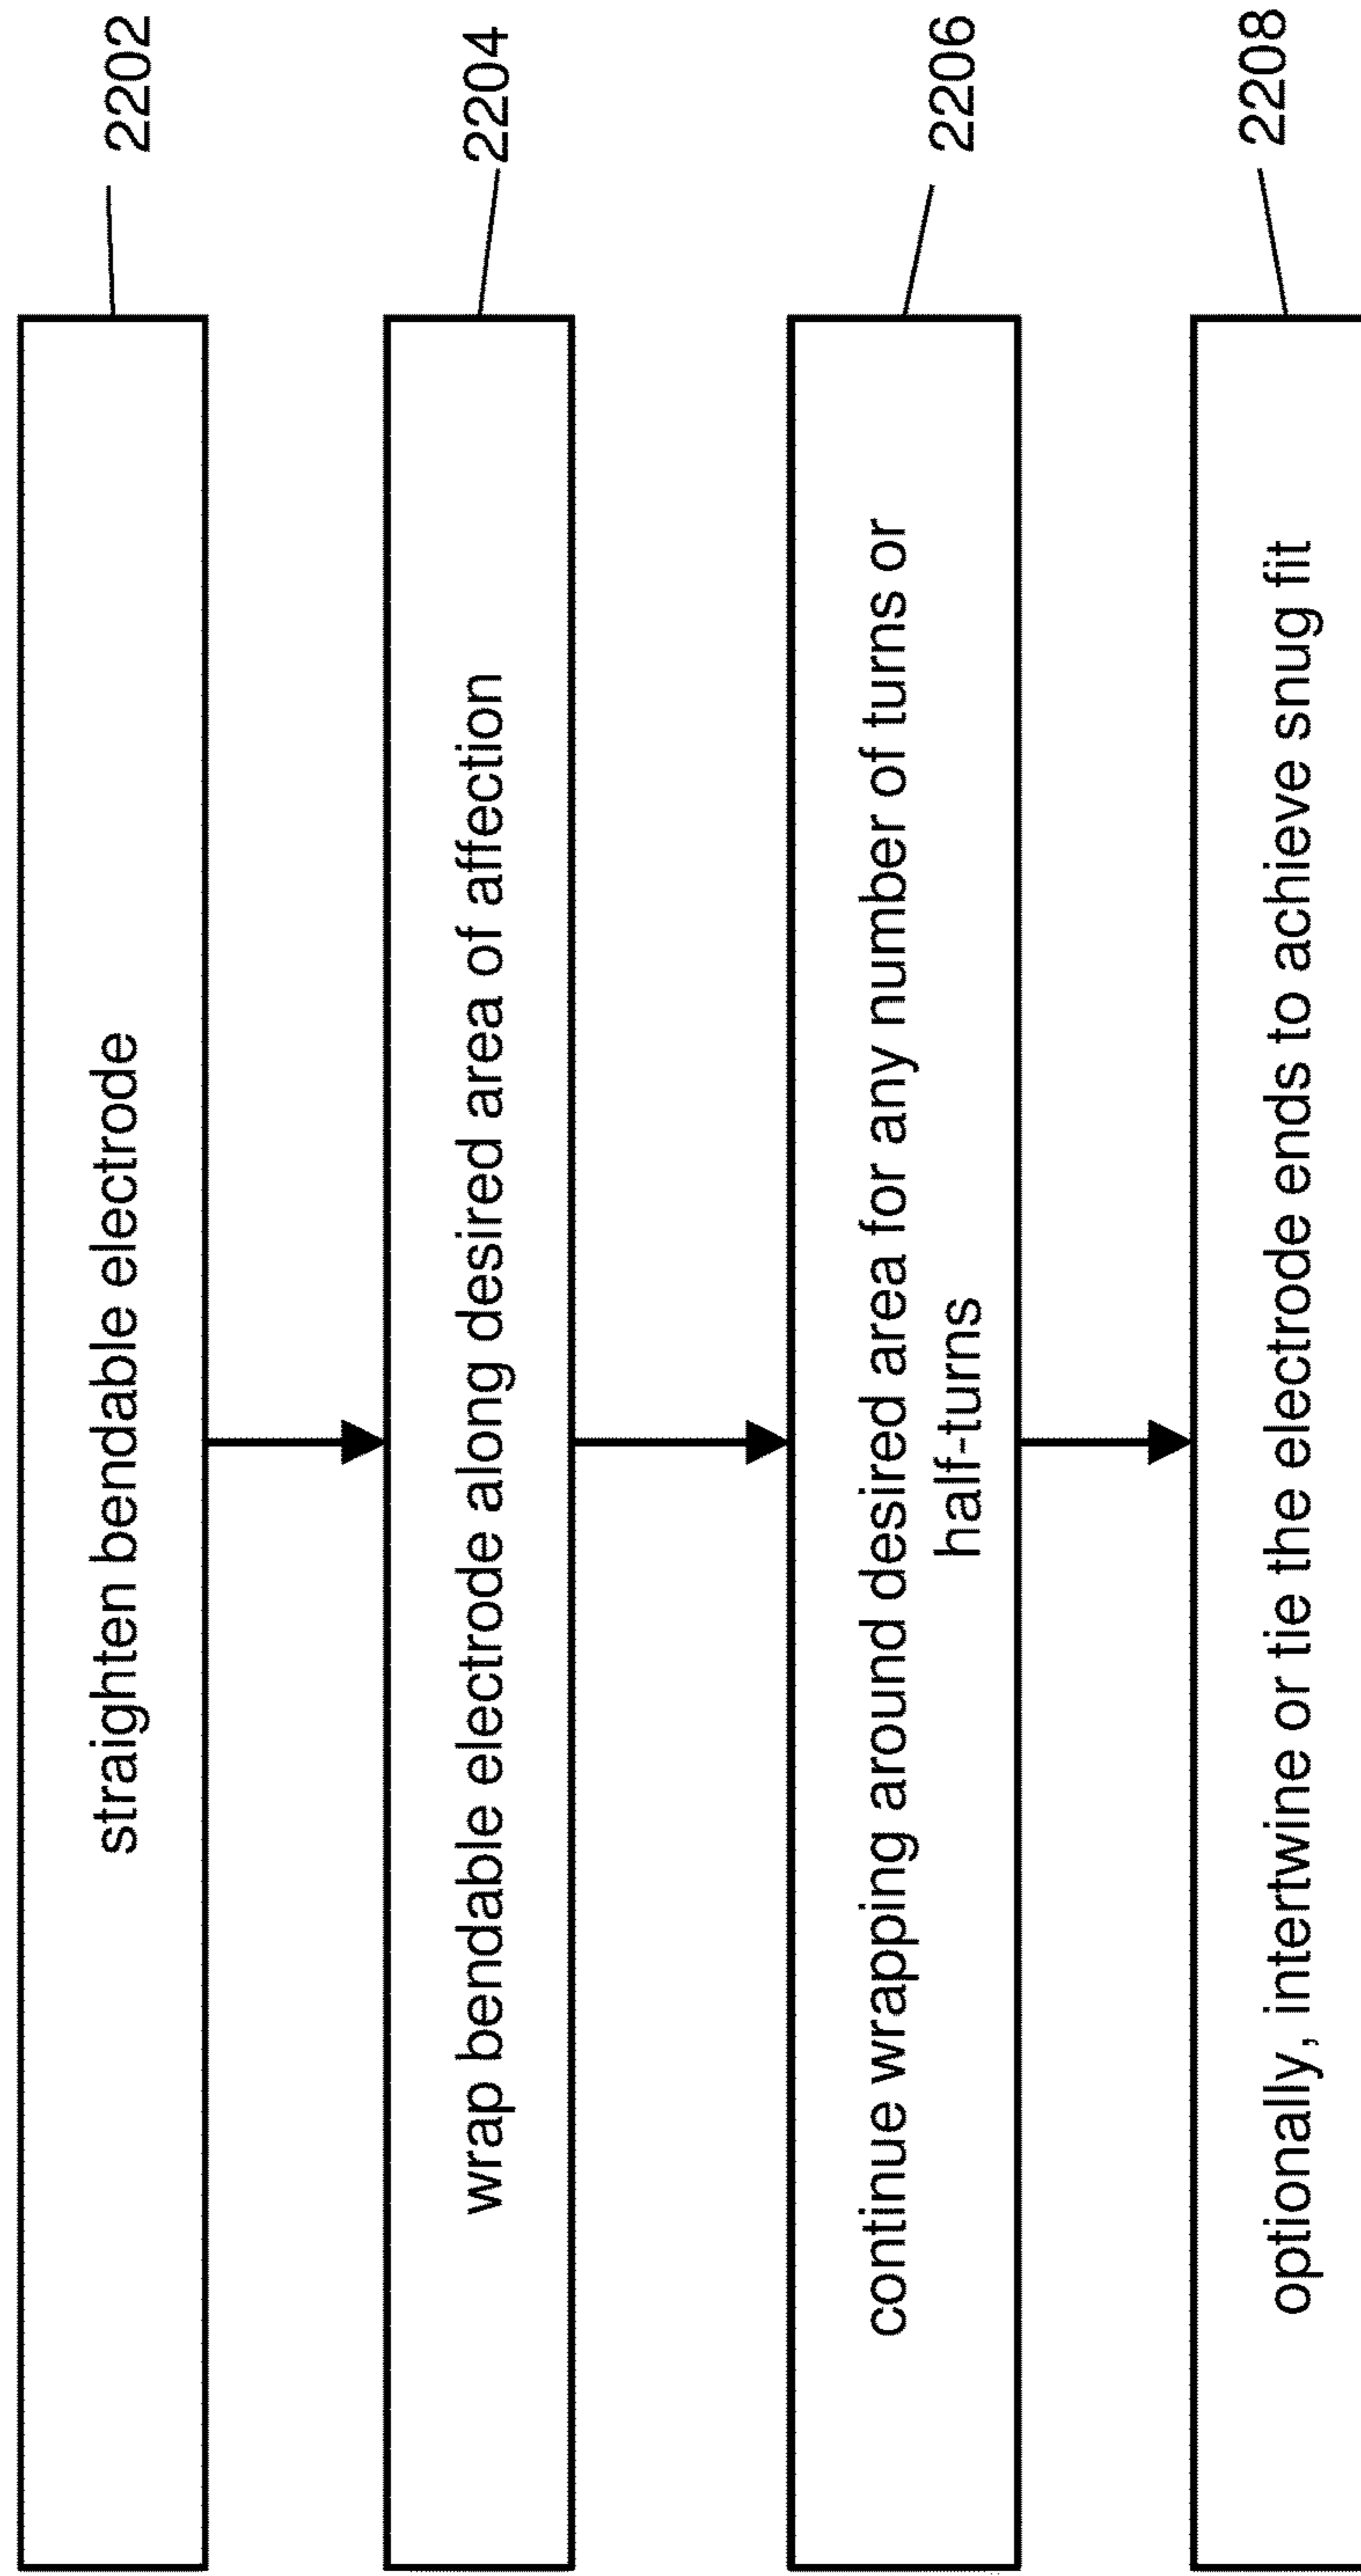 straighten bendable electrode
2202
wrap bendable electrode along desired area of affection
2204
continue wrapping around desired area for any number of turns or
half-turns
2206
optionally, intertwine or tie the electrode ends to achieve snug fit
2208